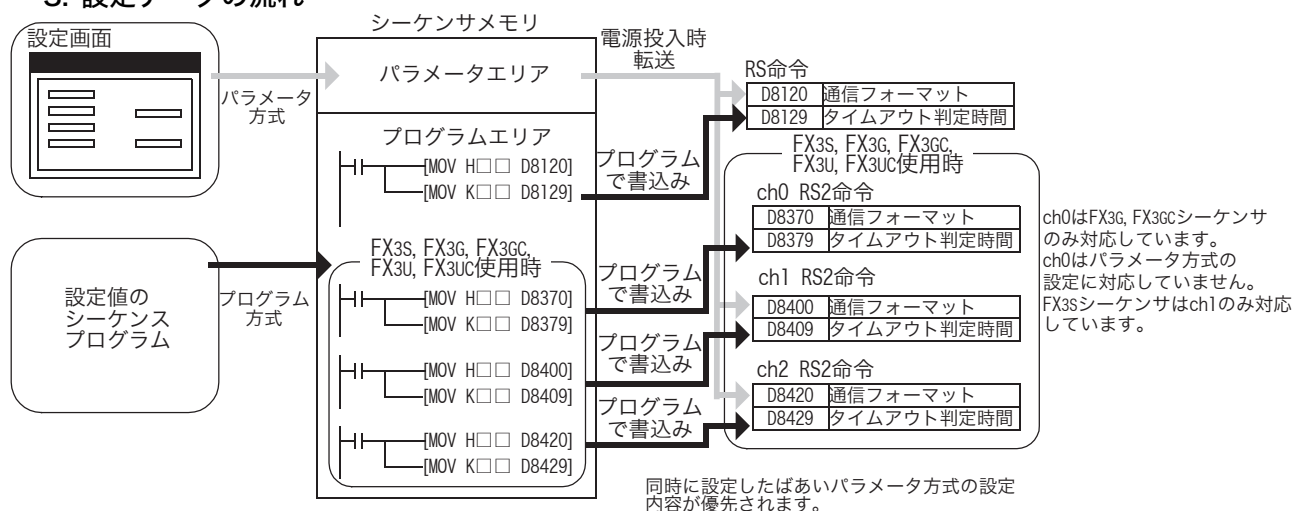 3. 設定データの流れ
設定画面
シーケンサメモリ
パラメータエリア
パラメータ
方式
電源投入時
転送
プログラムエリア
[MOV H□□ D8120]
[MOV K□□ D8129]
プログラム
で書込み
RS命令
D8120 通信フォーマット
D8129 タイムアウト判定時間
設定値の
シーケンス
プログラム
プログラム
方式
FX3S, FX3G, FX3GC,
FX3U, FX3UC使用時
[MOV H□□ D8370]
[MOV K□□ D8379]
[MOV H□□ D8400]
[MOV K□□ D8409]
[MOV H□□ D8420]
[MOV K□□ D8429]
プログラム
で書込み
プログラム
で書込み
プログラム
で書込み
FX3S, FX3G, FX3GC,
FX3U, FX3UC使用時
ch0 RS2命令
D8370 通信フォーマット
D8379 タイムアウト判定時間
ch1 RS2命令
D8400 通信フォーマット
D8409 タイムアウト判定時間
ch2 RS2命令
D8420 通信フォーマット
D8429 タイムアウト判定時間
ch0はFX3G, FX3GCシーケンサ
のみ対応しています。
ch0はパラメータ方式の
設定に対応していません。
FX3Sシーケンサはch1のみ対応
しています。
同時に設定したばあいパラメータ方式の設定
内容が優先されます。